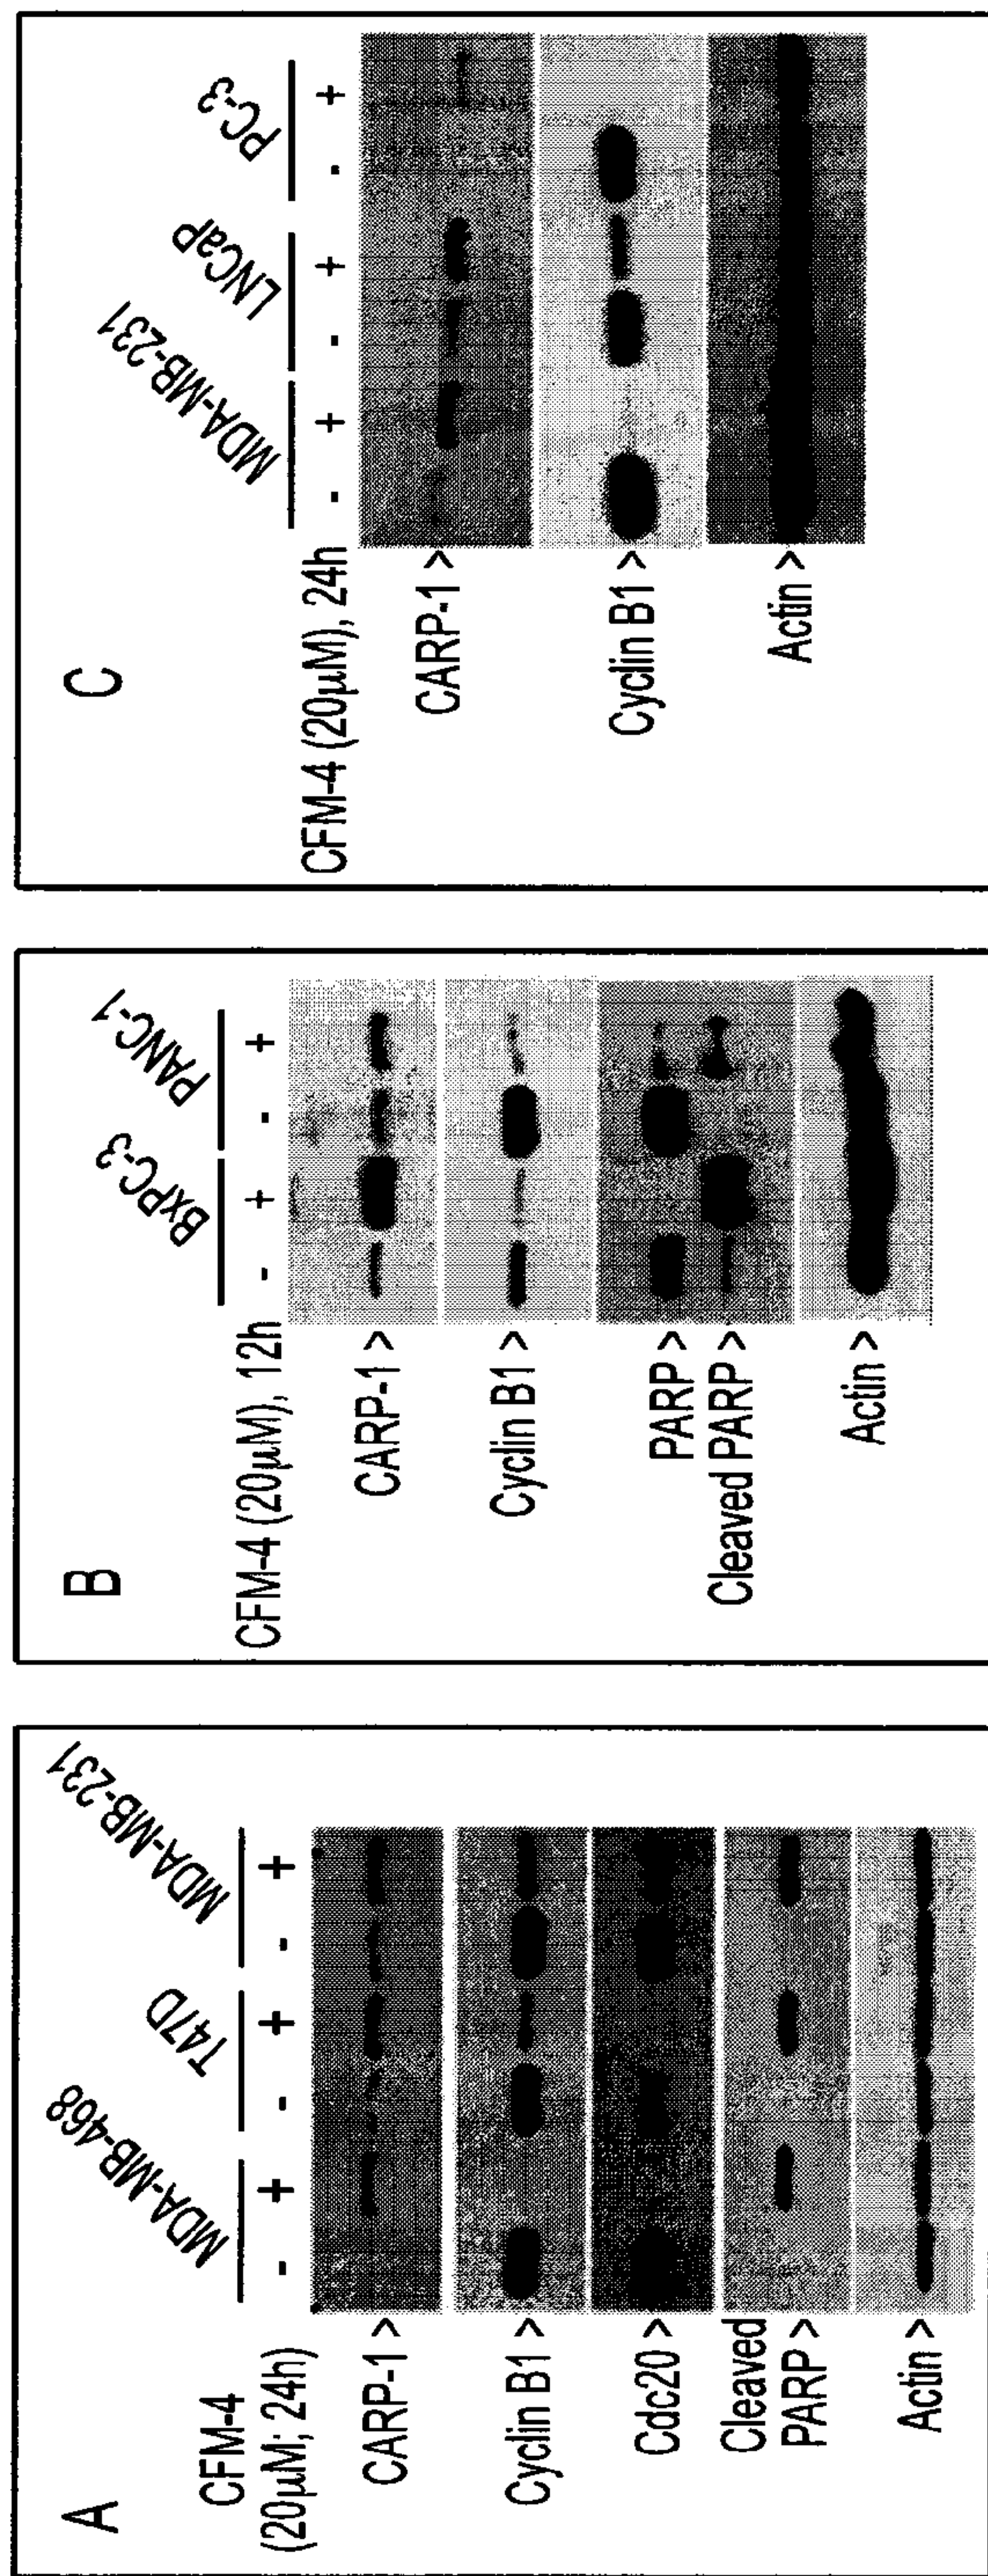 A
MDA-MB-468 T47D MDA-MB-231
CFM-4
(20µM; 24h) - + - + - +
CARP-1 >
Cyclin B1 >
Cdc20 >
Cleaved
PARP >
Actin >
B
BxPC-3 PANC-1
CFM-4 (20µM), 12h - + - +
CARP-1 >
Cyclin B1 >
PARP >
Cleaved PARP >
Actin >
C
MDA-MB-231 LNCaP PC-3
CFM-4 (20µM), 24h - + - + - +
CARP-1 >
Cyclin B1 >
Actin >